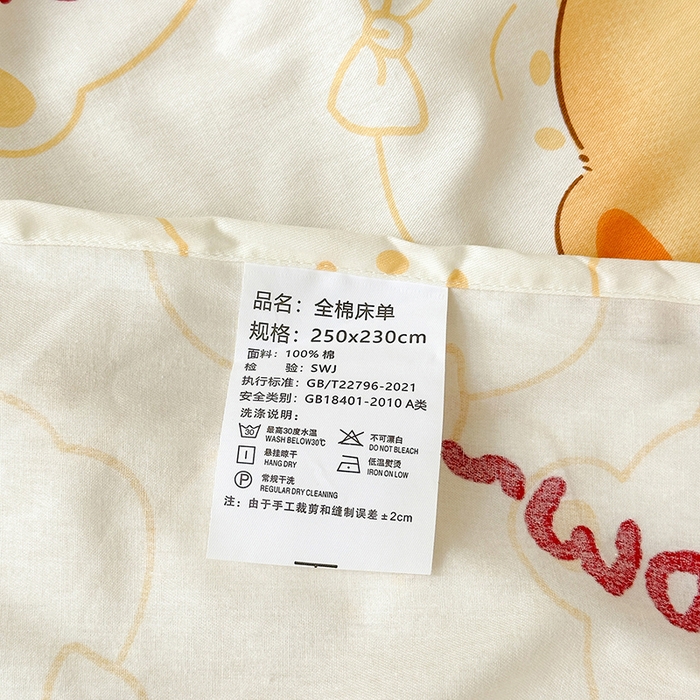 品名：全棉床单
规格：250x230cm
面料：100% 棉
检　　验：SWJ
执行标准：GB/T22796-2021
安全类别：GB18401-2010 A类
洗涤说明：
30 最高30度水温 不可漂白
WASH BELOW30℃ DO NOT BLEACH
悬挂晾干 低温熨烫
HANG DRY IRON ON LOW
P 常规干洗
REGULAR DRY CLEANING
注：由于手工裁剪和缝制误差±2cm